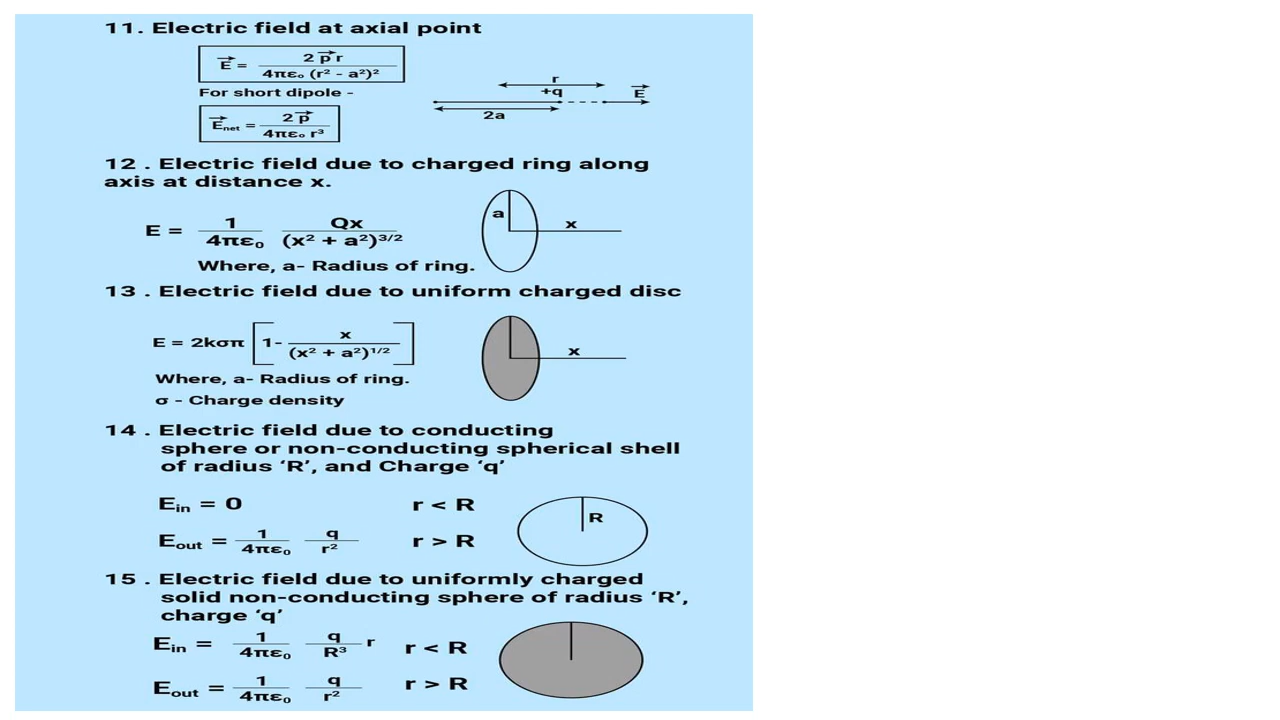 11. Electric field at axial point
E⃗ = 2 p⃗ r / 4πε₀ (r² - a²)²
r
+q
E⃗
2a
For short dipole -
E⃗net = 2 p⃗ / 4πε₀ r³
12 . Electric field due to charged ring along
axis at distance x.
a
x
E = 1 / 4πε₀ Qx / (x² + a²)³/²
Where, a- Radius of ring.
13 . Electric field due to uniform charged disc
E = 2kσπ [ 1- x / (x² + a²)¹/² ]
x
Where, a- Radius of ring.
σ - Charge density
14 . Electric field due to conducting
sphere or non-conducting spherical shell
of radius ‘R’, and Charge ‘q’
Ein = 0 r < R
R
Eout = 1 / 4πε₀ q / r² r > R
15 . Electric field due to uniformly charged
solid non-conducting sphere of radius ‘R’,
charge ‘q’
Ein = 1 / 4πε₀ q / R³ r r < R
Eout = 1 / 4πε₀ q / r² r > R